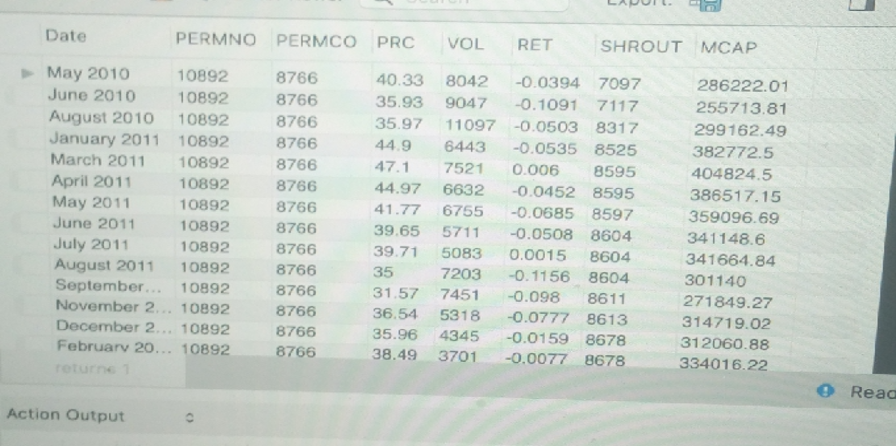 Export:
Date PERMNO PERMCO PRC VOL RET SHROUT MCAP
May 2010 10892 8766 40.33 8042 -0.0394 7097 286222.01
June 2010 10892 8766 35.93 9047 -0.1091 7117 255713.81
August 2010 10892 8766 35.97 11097 -0.0503 8317 299162.49
January 2011 10892 8766 44.9 6443 -0.0535 8525 382772.5
March 2011 10892 8766 47.1 7521 0.006 8595 404824.5
April 2011 10892 8766 44.97 6632 -0.0452 8595 386517.15
May 2011 10892 8766 41.77 6755 -0.0685 8597 359096.69
June 2011 10892 8766 39.65 5711 -0.0508 8604 341148.6
July 2011 10892 8766 39.71 5083 0.0015 8604 341664.84
August 2011 10892 8766 35 7203 -0.1156 8604 301140
September... 10892 8766 31.57 7451 -0.098 8611 271849.27
November 2... 10892 8766 36.54 5318 -0.0777 8613 314719.02
December 2... 10892 8766 35.96 4345 -0.0159 8678 312060.88
February 20... 10892 8766 38.49 3701 -0.0077 8678 334016.22
returns 1
Read
Action Output